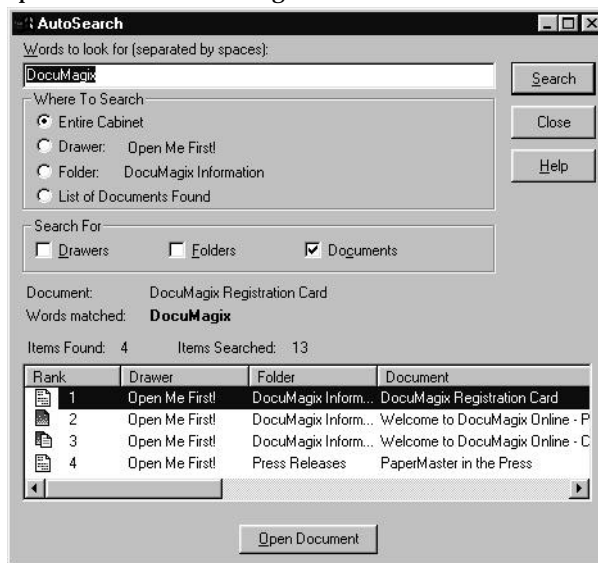 AutoSearch
Words to look for (separated by spaces):
DocuMagix
Search
Where To Search
Entire Cabinet
Close
Drawer: Open Me First!
Folder: DocuMagix Information
Help
List of Documents Found
Search For
Drawers Folders Documents
Document: DocuMagix Registration Card
Words matched: DocuMagix
Items Found: 4 Items Searched: 13
Rank Drawer Folder Document
1 Open Me First! DocuMagix Inform... DocuMagix Registration Card
2 Open Me First! DocuMagix Inform... Welcome to DocuMagix Online - P
3 Open Me First! DocuMagix Inform... Welcome to DocuMagix Online - C
4 Open Me First! Press Releases PaperMaster in the Press
Open Document